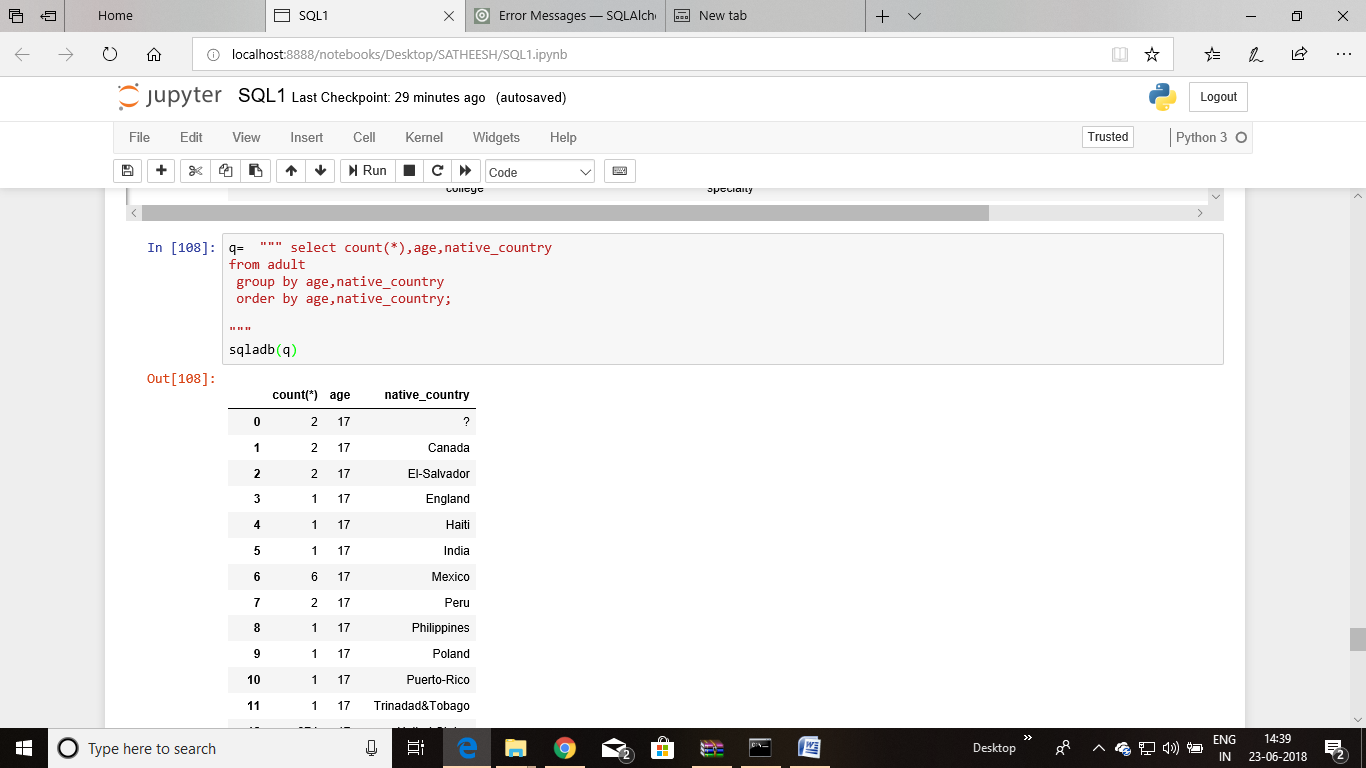 Home
SQL1
Error Messages — SQLAlch
New tab
localhost:8888/notebooks/Desktop/SATHEESH/SQL1.ipynb
jupyter SQL1 Last Checkpoint: 29 minutes ago (autosaved)
Logout
File Edit View Insert Cell Kernel Widgets Help
Trusted
Python 3
Run
Code
college specialty
In [108]: q= """ select count(*),age,native_country
from adult
group by age,native_country
order by age,native_country;
"""
sqladb(q)
Out[108]:
count(*) age native_country
0 2 17 ?
1 2 17 Canada
2 2 17 El-Salvador
3 1 17 England
4 1 17 Haiti
5 1 17 India
6 6 17 Mexico
7 2 17 Peru
8 1 17 Philippines
9 1 17 Poland
10 1 17 Puerto-Rico
11 1 17 Trinadad&Tobago
Type here to search
2
Desktop
ENG
IN
14:39
23-06-2018
2